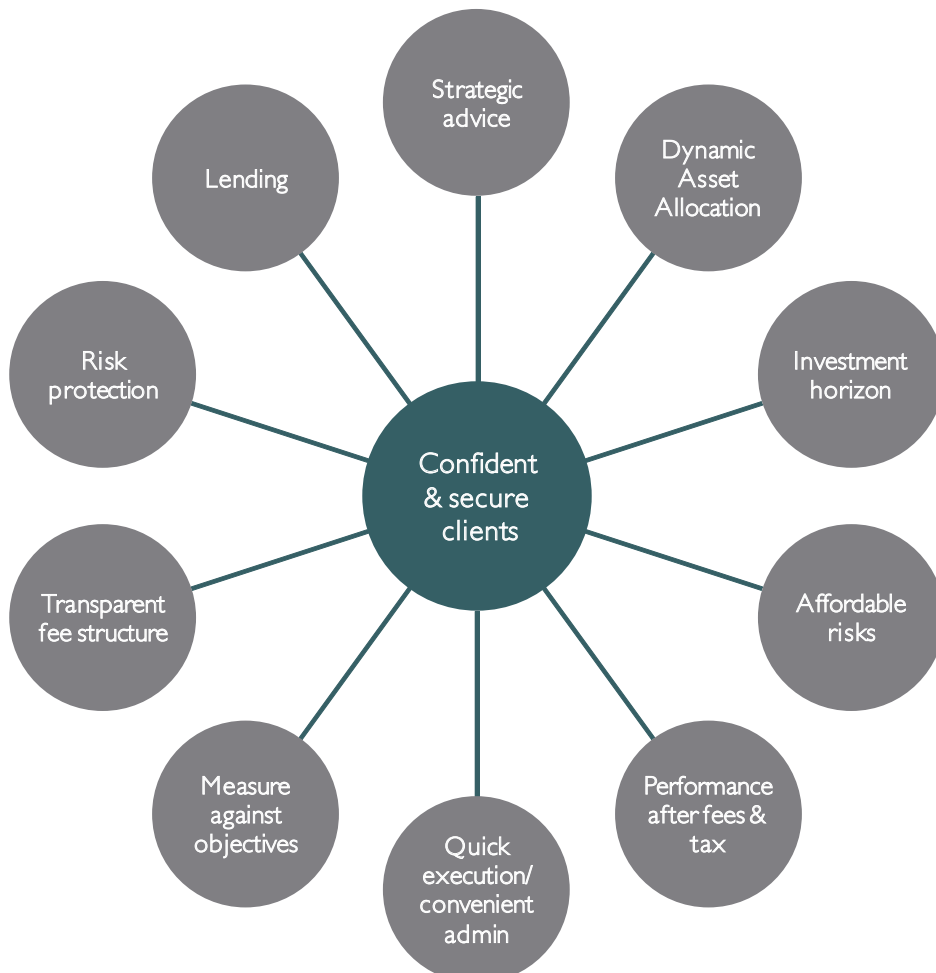 Strategic
advice
Dynamic
Asset
Allocation
Investment
horizon
Affordable
risks
Performance
after fees &
tax
Quick
execution/
convenient
admin
Measure
against
objectives
Transparent
fee structure
Risk
protection
Lending
Confident
& secure
clients